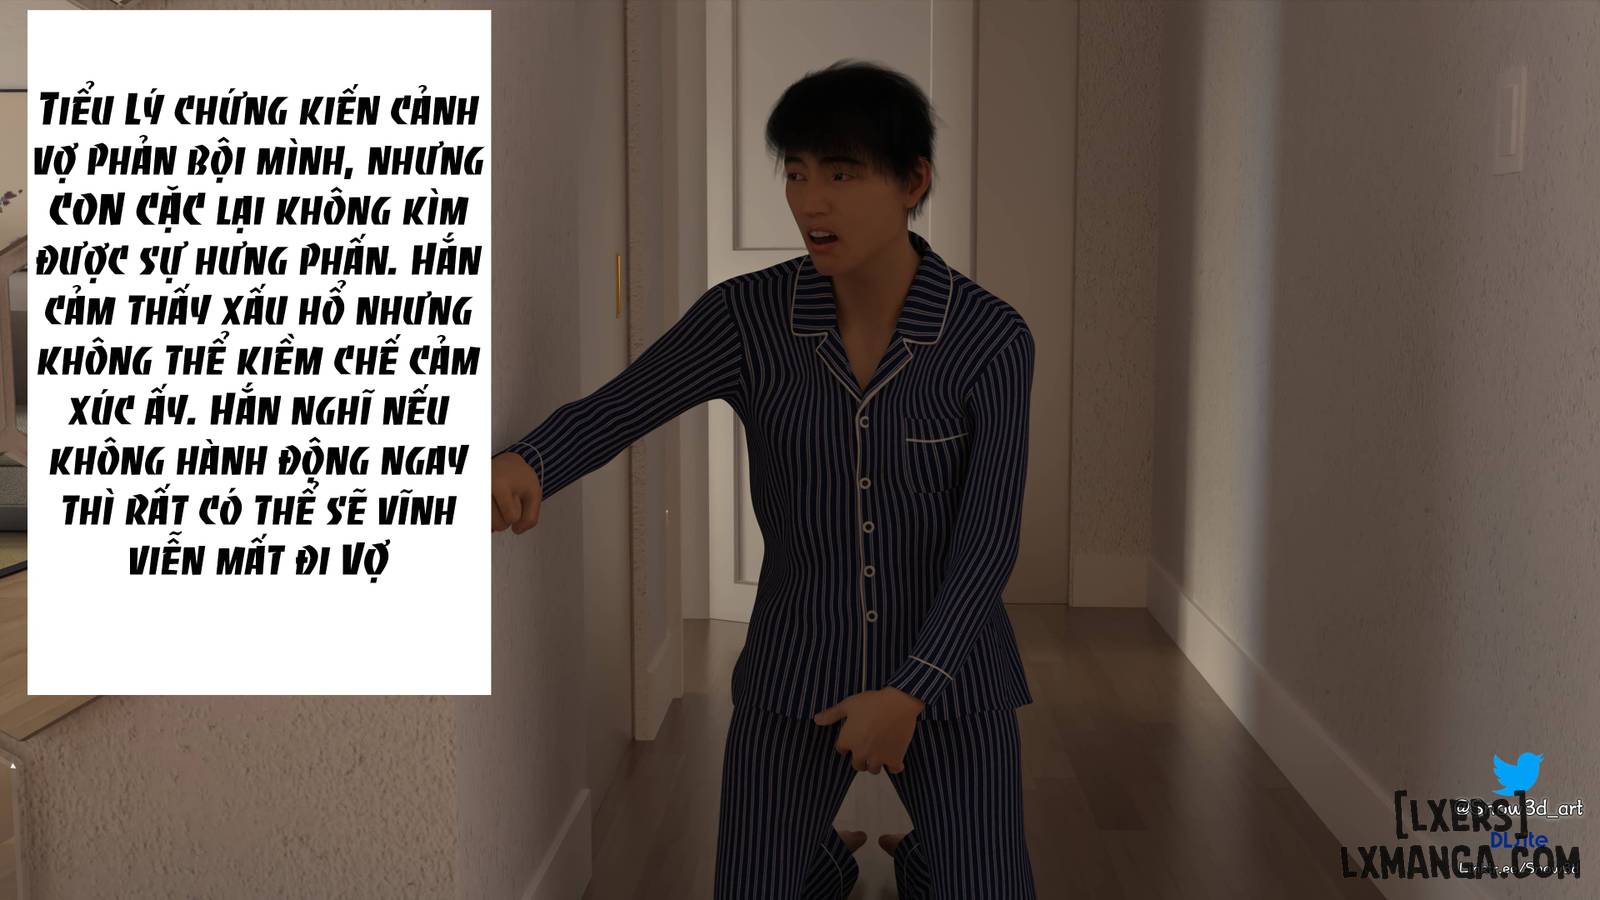 Tiểu Lý chứng kiến cảnh
vợ phản bội mình, nhưng
CON CẶC lại không kìm
được sự hưng phấn. Hắn
cảm thấy xấu hổ nhưng
không thể kiềm chế cảm
xúc ấy. Hắn nghĩ nếu
không hành động ngay
thì rất có thể sẽ vĩnh
viễn mất đi VỢ
@Snow3d_art
[LXERS]
DLsite
LXMANGA.COM